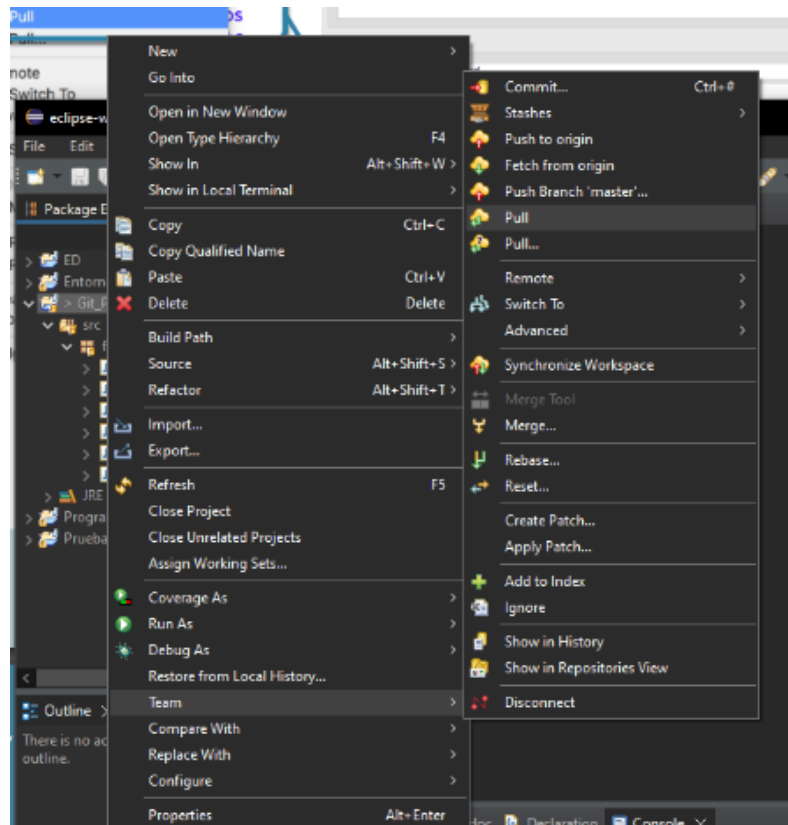 Pull
Pull...
note
Switch To
File Edit
Package E
ED
Entorn
> Git_P
src
JRE
Progra
Prueba
Outline
There is no ac
outline.
New
Go Into
Open in New Window
Open Type Hierarchy F4
Show In Alt+Shift+W >
Show in Local Terminal
Copy Ctrl+C
Copy Qualified Name
Paste Ctrl+V
Delete Delete
Build Path
Source Alt+Shift+S >
Refactor Alt+Shift+T >
Import...
Export...
Refresh F5
Close Project
Close Unrelated Projects
Assign Working Sets...
Coverage As
Run As
Debug As
Restore from Local History...
Team
Compare With
Replace With
Configure
Properties Alt+Enter
Commit... Ctrl+#
Stashes
Push to origin
Fetch from origin
Push Branch 'master'...
Pull
Pull...
Remote
Switch To
Advanced
Synchronize Workspace
Merge Tool
Merge...
Rebase...
Reset...
Create Patch...
Apply Patch...
Add to Index
Ignore
Show in History
Show in Repositories View
Disconnect
Declaration Console